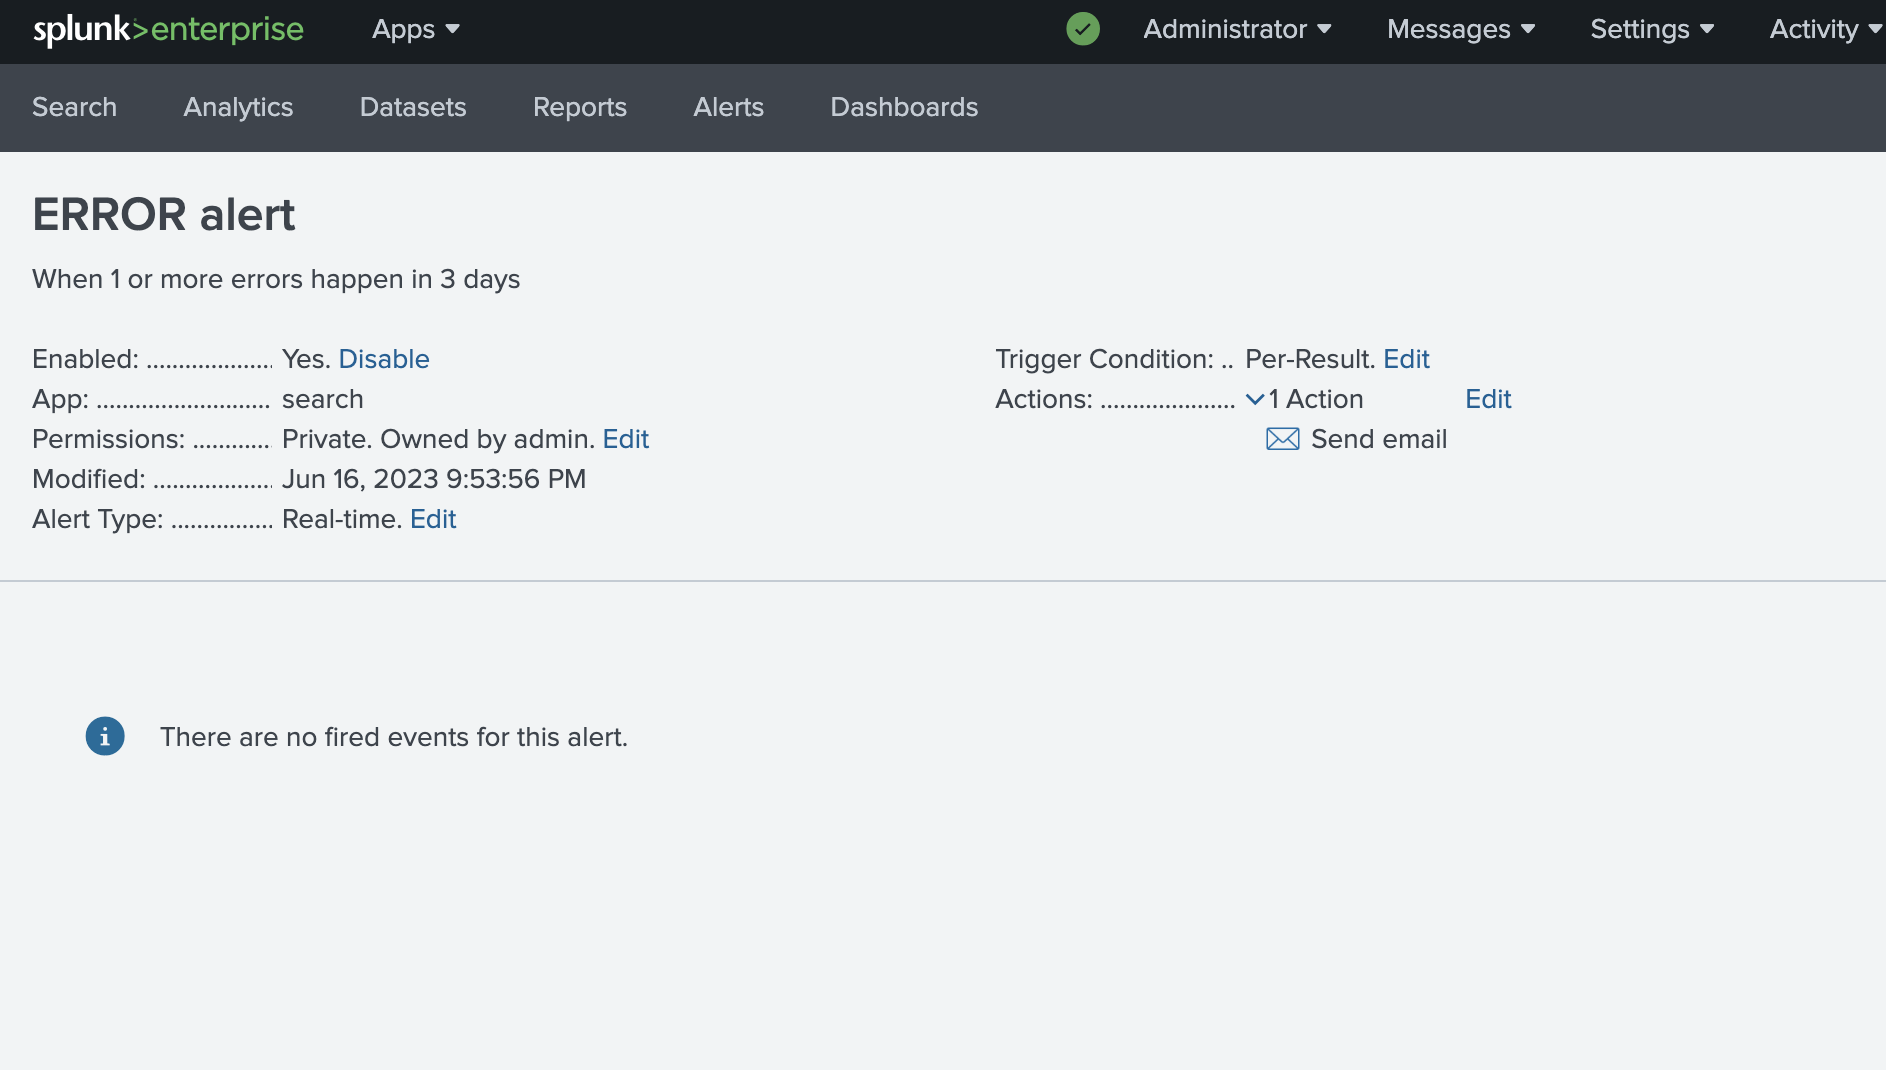 splunk>enterprise Apps Administrator Messages Settings Activity
Search Analytics Datasets Reports Alerts Dashboards
ERROR alert
When 1 or more errors happen in 3 days
Enabled: ................... Yes. Disable
App: ........................... search
Permissions: ............ Private. Owned by admin. Edit
Modified: .................. Jun 16, 2023 9:53:56 PM
Alert Type: ................ Real-time. Edit
Trigger Condition: .. Per-Result. Edit
Actions: ..................... 1 Action Edit
Send email
There are no fired events for this alert.